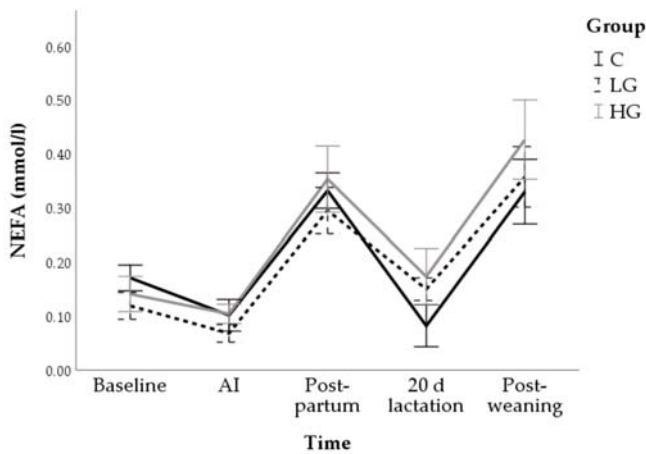 Group
C
LG
HG
NEFA (mmol/l)
0.60
0.50
0.40
0.30
0.20
0.10
0.00
Baseline
AI
Post-
partum
20 d
lactation
Post-
weaning
Time